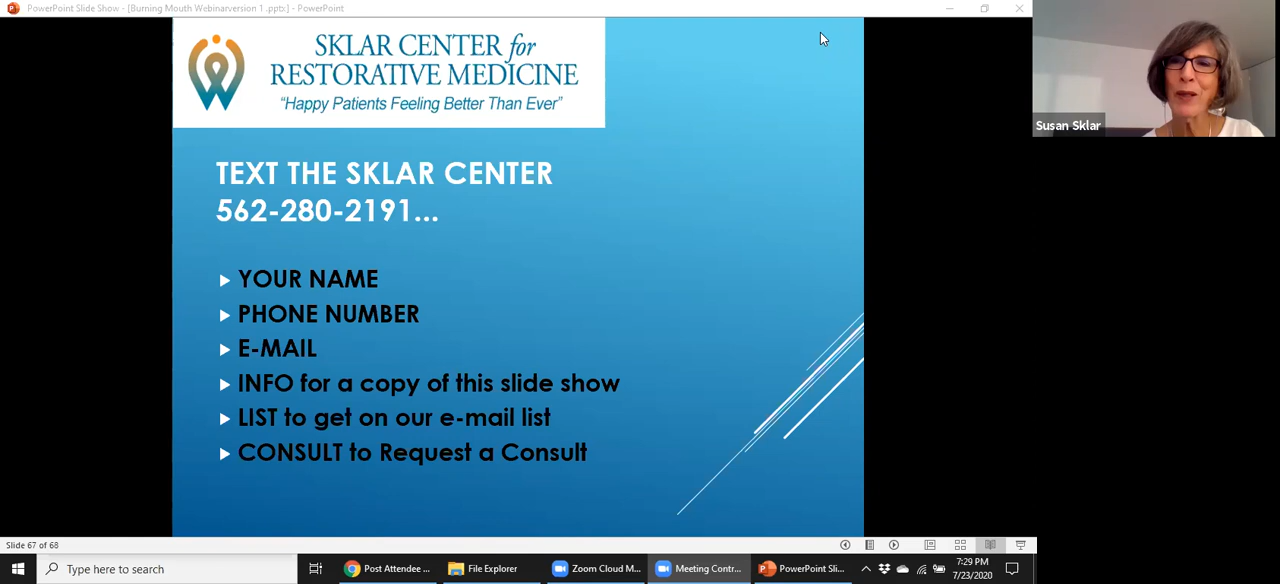 PowerPoint Slide Show - [Burning Mouth Webinarversion 1 .pptx] - PowerPoint
SKLAR CENTER for
RESTORATIVE MEDICINE
“Happy Patients Feeling Better Than Ever”
Susan Sklar
TEXT THE SKLAR CENTER
562-280-2191...
YOUR NAME
PHONE NUMBER
E-MAIL
INFO for a copy of this slide show
LIST to get on our e-mail list
CONSULT to Request a Consult
Slide 67 of 68
Type here to search
Post Attendee ...
File Explorer
Zoom Cloud M...
Meeting Contr...
PowerPoint Sli...
7:29 PM
7/23/2020